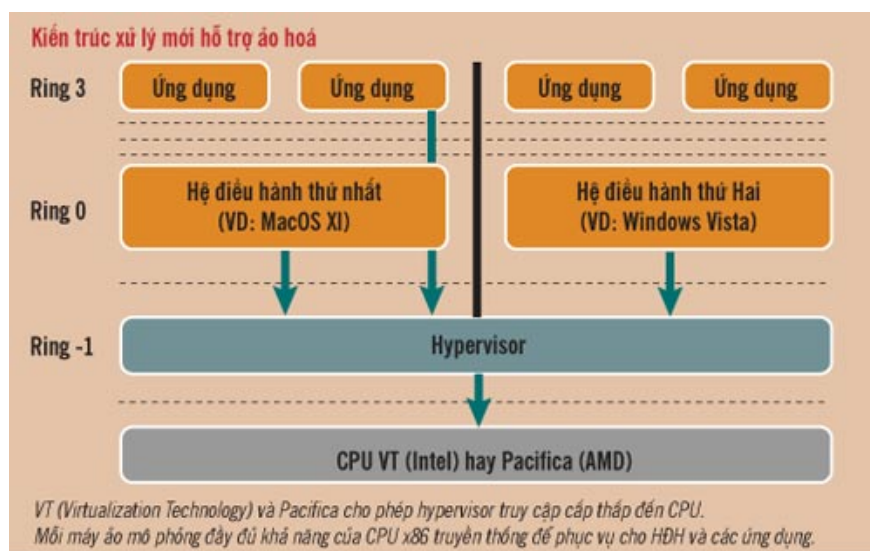 Kiến trúc xử lý mới hỗ trợ ảo hoá
Ring 3
Ứng dụng
Ứng dụng
Ứng dụng
Ứng dụng
Ring 0
Hệ điều hành thứ nhất
(VD: MacOS XI)
Hệ điều hành thứ Hai
(VD: Windows Vista)
Ring -1
Hypervisor
CPU VT (Intel) hay Pacifica (AMD)
VT (Virtualization Technology) và Pacifica cho phép hypervisor truy cập cấp thấp đến CPU.
Mỗi máy ảo mô phỏng đầy đủ khả năng của CPU x86 truyền thống để phục vụ cho HĐH và các ứng dụng.